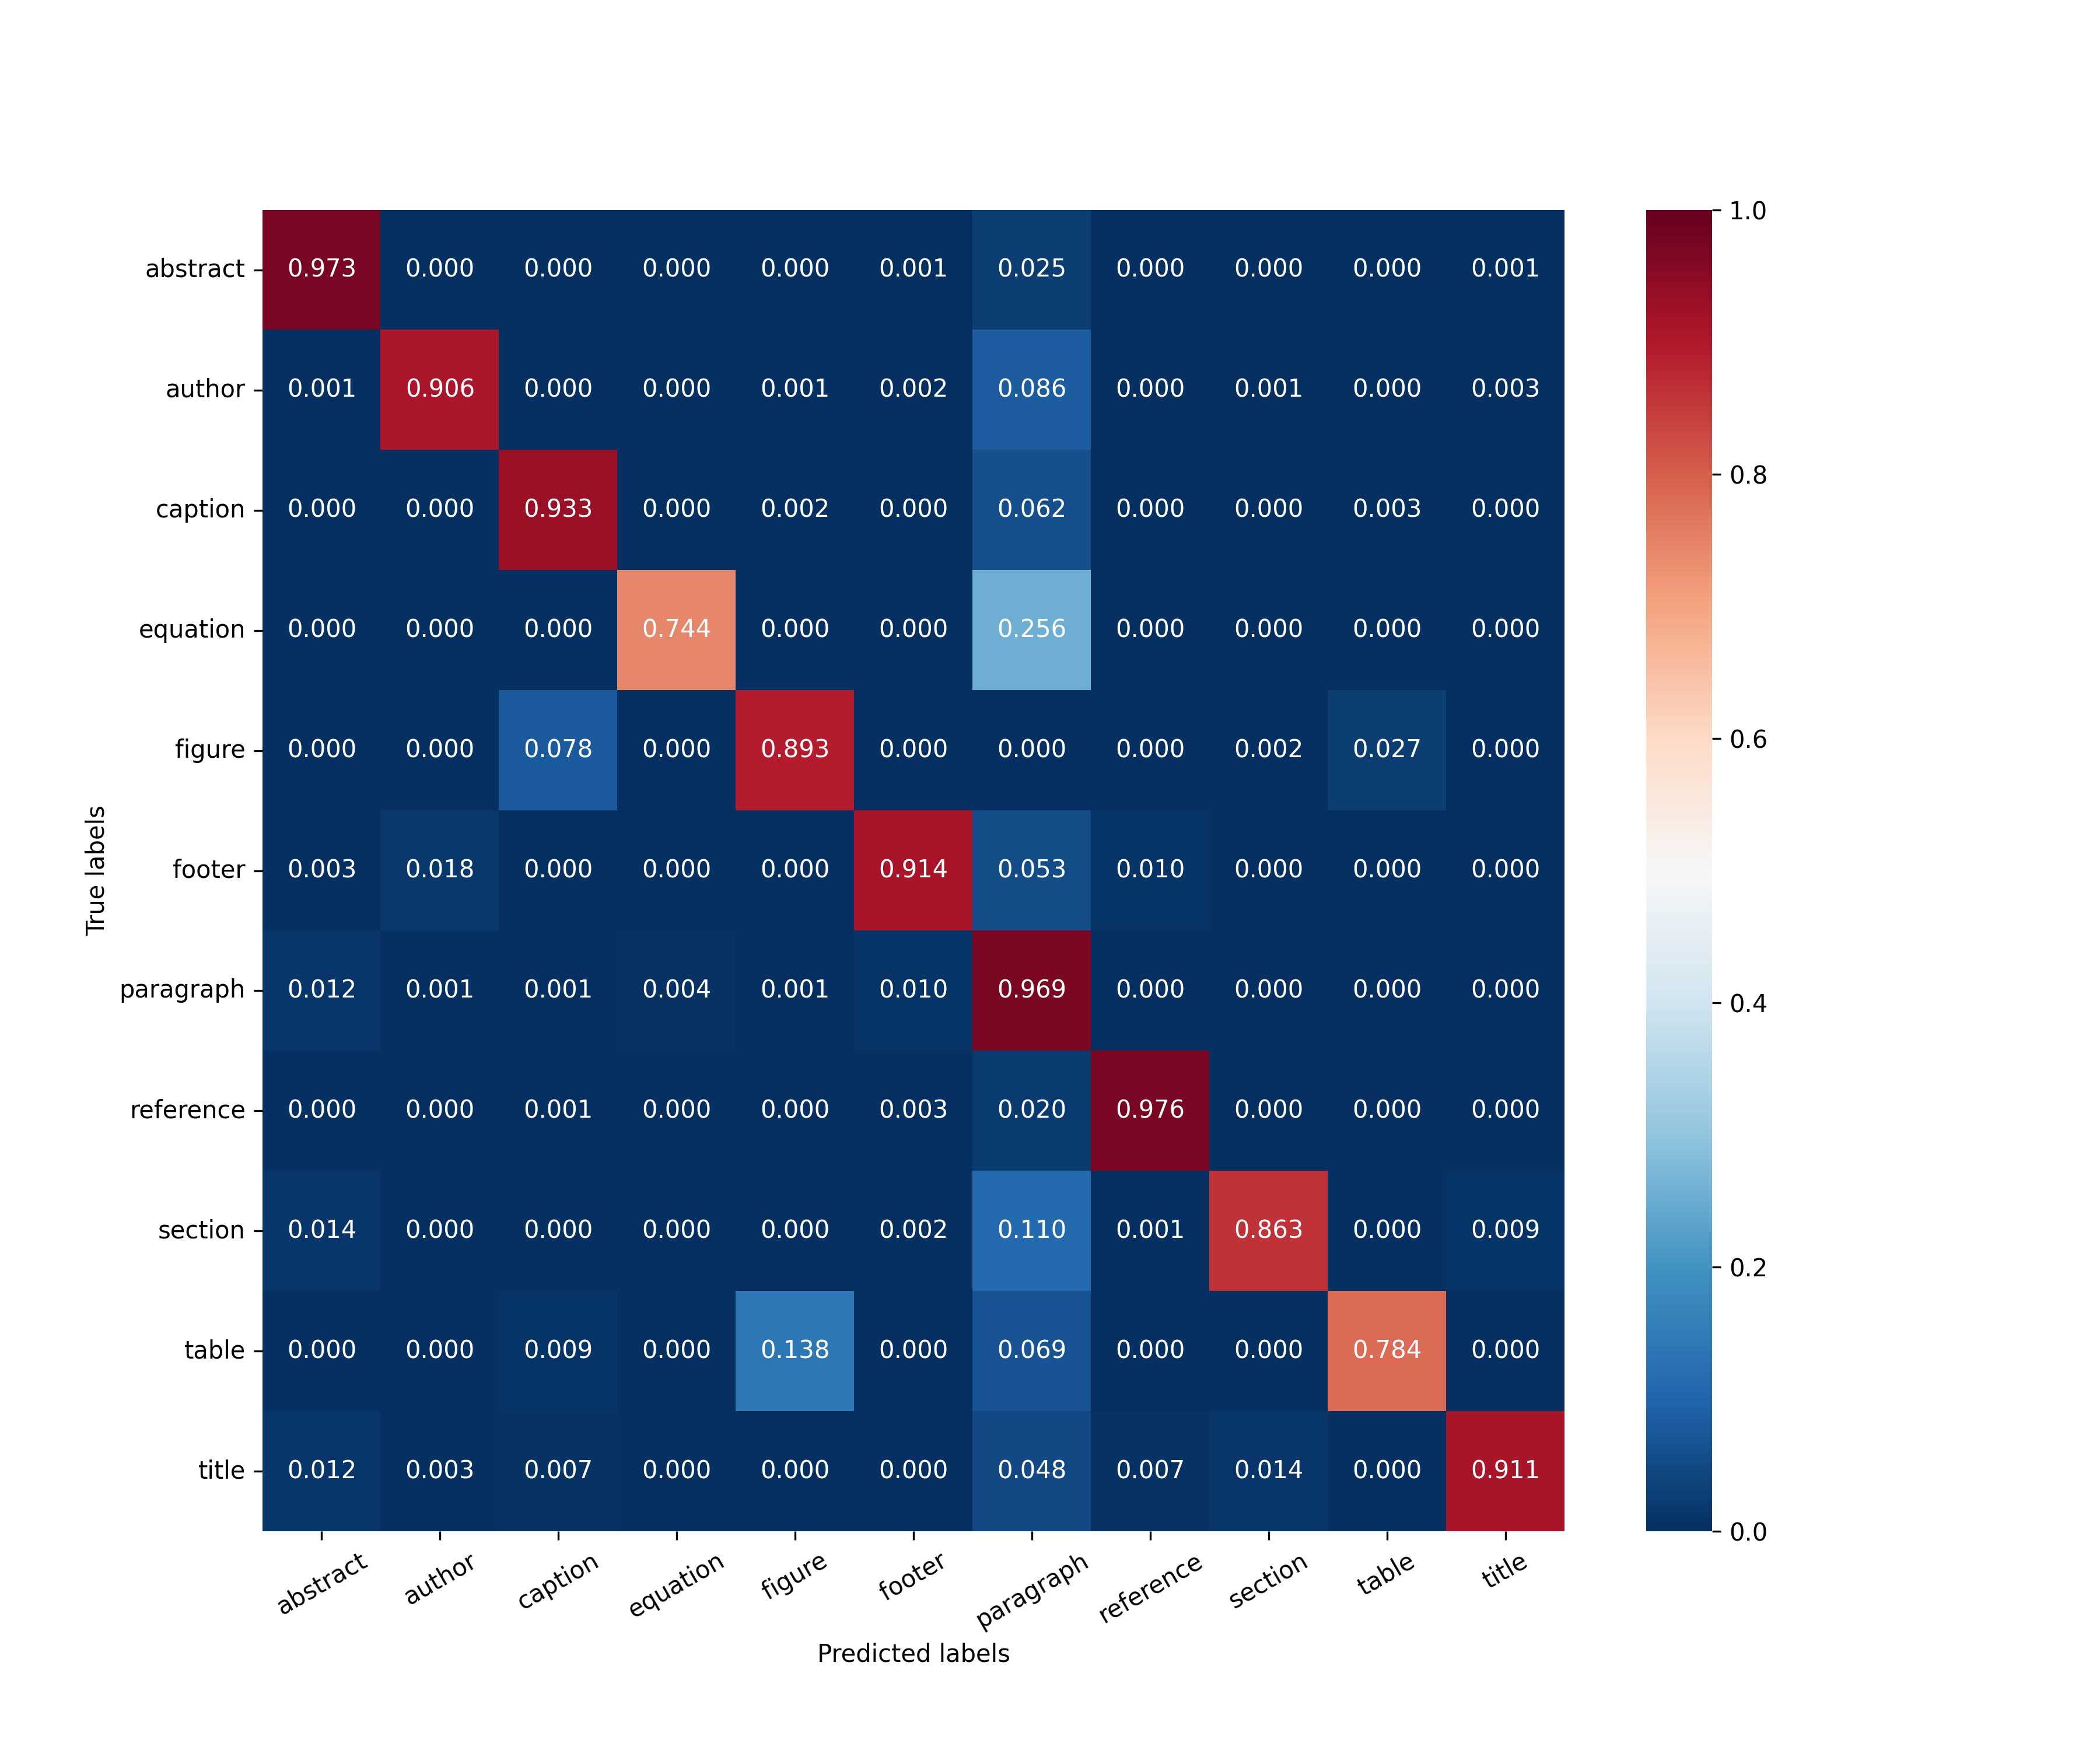 abstract 0.973 0.000 0.000 0.000 0.000 0.001 0.025 0.000 0.000 0.000 0.001
author 0.001 0.906 0.000 0.000 0.001 0.002 0.086 0.000 0.001 0.000 0.003
caption 0.000 0.000 0.933 0.000 0.002 0.000 0.062 0.000 0.000 0.003 0.000
equation 0.000 0.000 0.000 0.744 0.000 0.000 0.256 0.000 0.000 0.000 0.000
figure 0.000 0.000 0.078 0.000 0.893 0.000 0.000 0.000 0.002 0.027 0.000
footer 0.003 0.018 0.000 0.000 0.000 0.914 0.053 0.010 0.000 0.000 0.000
paragraph 0.012 0.001 0.001 0.004 0.001 0.010 0.969 0.000 0.000 0.000 0.000
reference 0.000 0.000 0.001 0.000 0.000 0.003 0.020 0.976 0.000 0.000 0.000
section 0.014 0.000 0.000 0.000 0.000 0.002 0.110 0.001 0.863 0.000 0.009
table 0.000 0.000 0.009 0.000 0.138 0.000 0.069 0.000 0.000 0.784 0.000
title 0.012 0.003 0.007 0.000 0.000 0.000 0.048 0.007 0.014 0.000 0.911
True labels
abstract author caption equation figure footer paragraph reference section table title
Predicted labels
1.0
0.8
0.6
0.4
0.2
0.0